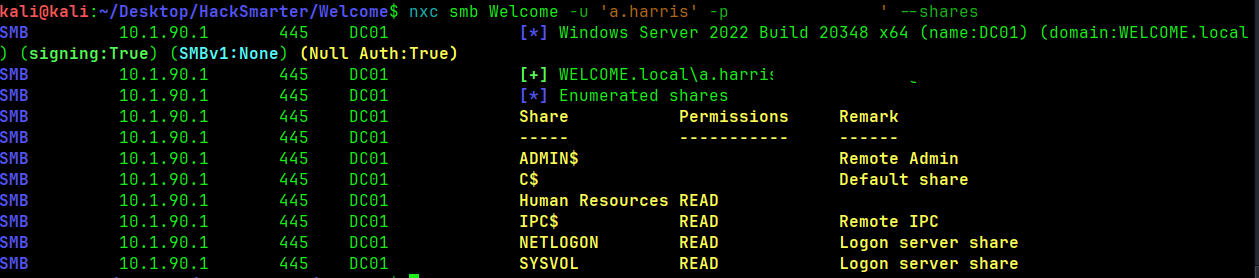 kali@kali:~/Desktop/HackSmarter/Welcome$ nxc smb Welcome -u 'a.harris' -p ' --shares
SMB 10.1.90.1 445 DC01 [*] Windows Server 2022 Build 20348 x64 (name:DC01) (domain:WELCOME.local
) (signing:True) (SMBv1:None) (Null Auth:True)
SMB 10.1.90.1 445 DC01 [+] WELCOME.local\a.harris
SMB 10.1.90.1 445 DC01 [*] Enumerated shares
SMB 10.1.90.1 445 DC01 Share Permissions Remark
SMB 10.1.90.1 445 DC01 ----- ----------- ------
SMB 10.1.90.1 445 DC01 ADMIN$ Remote Admin
SMB 10.1.90.1 445 DC01 C$ Default share
SMB 10.1.90.1 445 DC01 Human Resources READ
SMB 10.1.90.1 445 DC01 IPC$ READ Remote IPC
SMB 10.1.90.1 445 DC01 NETLOGON READ Logon server share
SMB 10.1.90.1 445 DC01 SYSVOL READ Logon server share